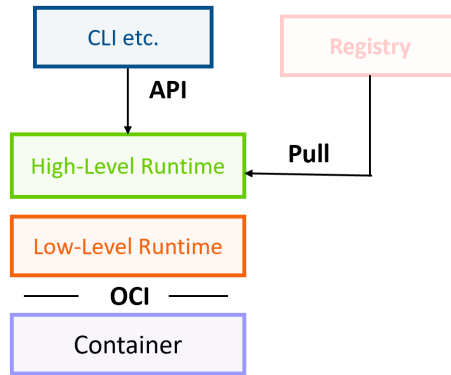 CLI etc.
Registry
API
Pull
High-Level Runtime
Low-Level Runtime
OCI
Container